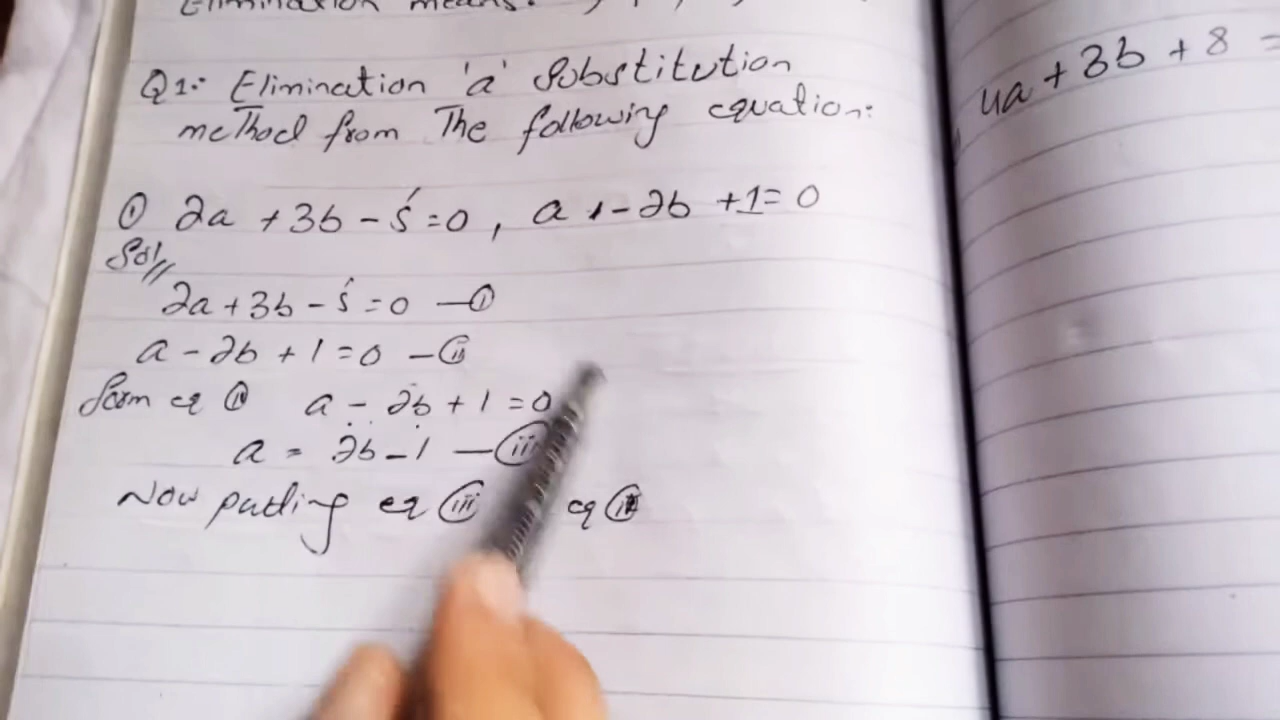 Elimination means:
Q1:- Elimination 'a' Substitution
method from The following equation:
① 2a + 3b - 5 = 0 , a - 2b + 1 = 0
Sol//
2a + 3b - 5 = 0 — ①
a - 2b + 1 = 0 — ⓘⓘ
from eq ⓘⓘ a - 2b + 1 = 0
a = 2b - 1 — ⓘⓘⓘ
Now putting eq ⓘⓘⓘ eq
4a + 3b + 8 =